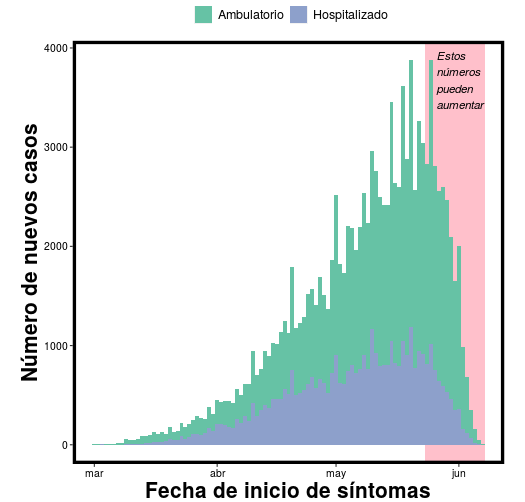 Ambulatorio Hospitalizado
4000
3000
2000
1000
0
Estos
números
pueden
aumentar
Número de nuevos casos
mar abr may jun
Fecha de inicio de síntomas